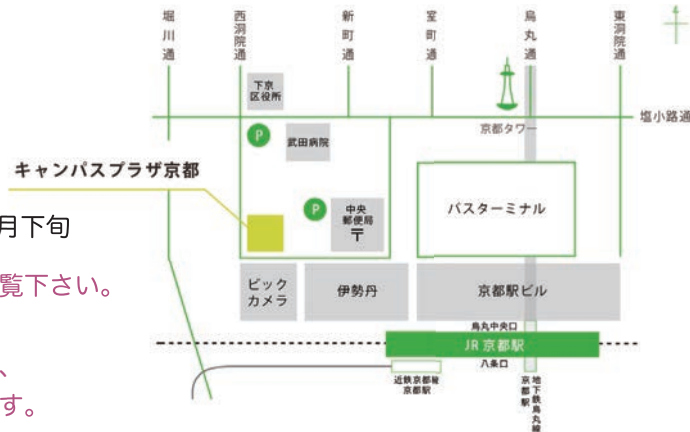 堀川通
西洞院通
新町通
室町通
烏丸通
東洞院通
下京
区役所
塩小路通
京都タワー
P
武田病院
キャンパスプラザ京都
P
中央
郵便局
〒
バスターミナル
月下旬
覧下さい。
ビック
カメラ
伊勢丹
京都駅ビル
烏丸中央口
JR 京都駅
八条口
、
す。
近鉄京都線
京都駅
地下鉄烏丸線
京都駅